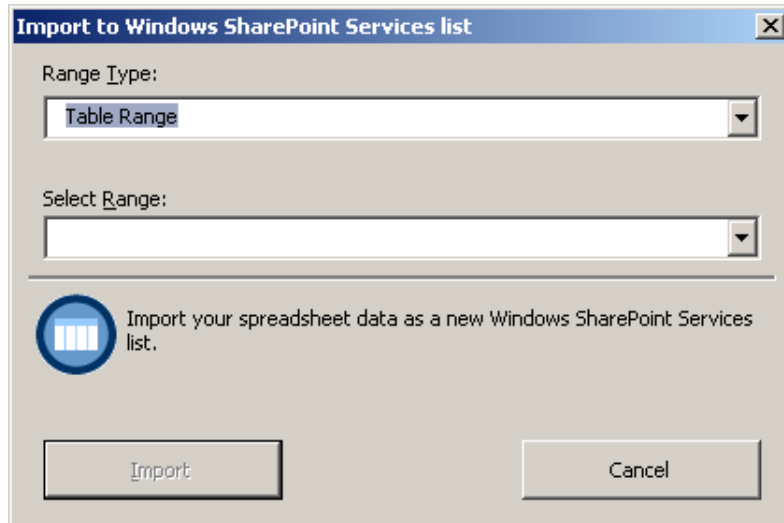 Import to Windows SharePoint Services list
Range Type:
Table Range
Select Range:
Import your spreadsheet data as a new Windows SharePoint Services
list.
Import
Cancel